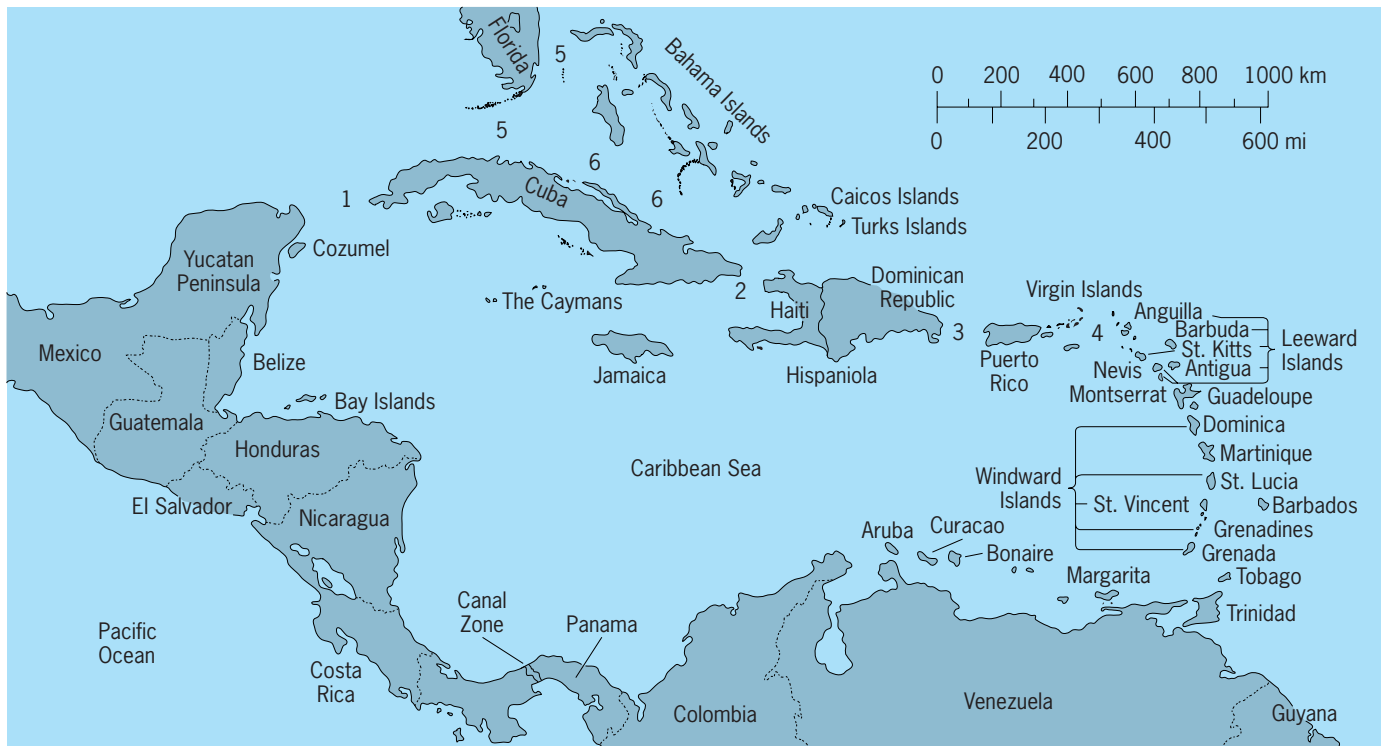 Florida
5
Bahama Islands
0 200 400 600 800 1000 km
0 200 400 600 mi
5
6
6
Cuba
1
Caicos Islands
Turks Islands
Cozumel
Yucatan
Peninsula
2
The Caymans
Haiti
Dominican
Republic
3
Virgin Islands
4
Anguilla
Barbuda
St. Kitts
Antigua
Nevis
Montserrat
Leeward
Islands
Mexico
Belize
Jamaica
Hispaniola
Puerto
Rico
Guadeloupe
Bay Islands
Guatemala
Honduras
Dominica
Martinique
Caribbean Sea
Windward
Islands
St. Lucia
St. Vincent
Barbados
Grenadines
Grenada
El Salvador
Nicaragua
Aruba
Curacao
Bonaire
Margarita
Tobago
Trinidad
Canal
Zone
Panama
Pacific
Ocean
Costa
Rica
Colombia
Venezuela
Guyana